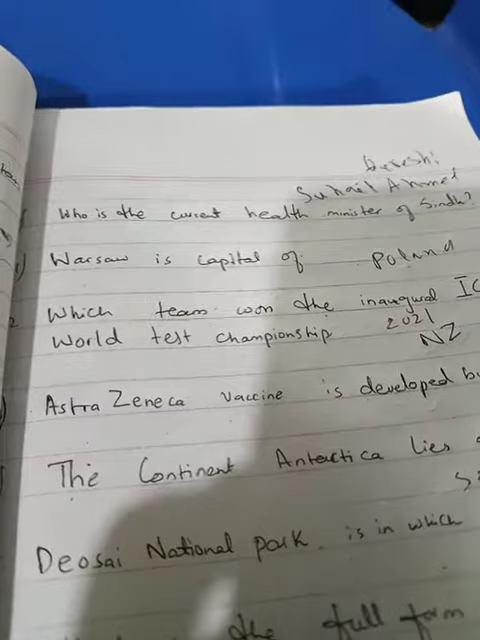 Suhail Ahmed
Who is the current health minister of Sindh?
Warsaw is capital of Poland
Which team won the inaugural IC
World test championship 2021
NZ
Astra Zeneca vaccine is developed
The Continent Antarctica lies
Deosai National park. is in which
the full form